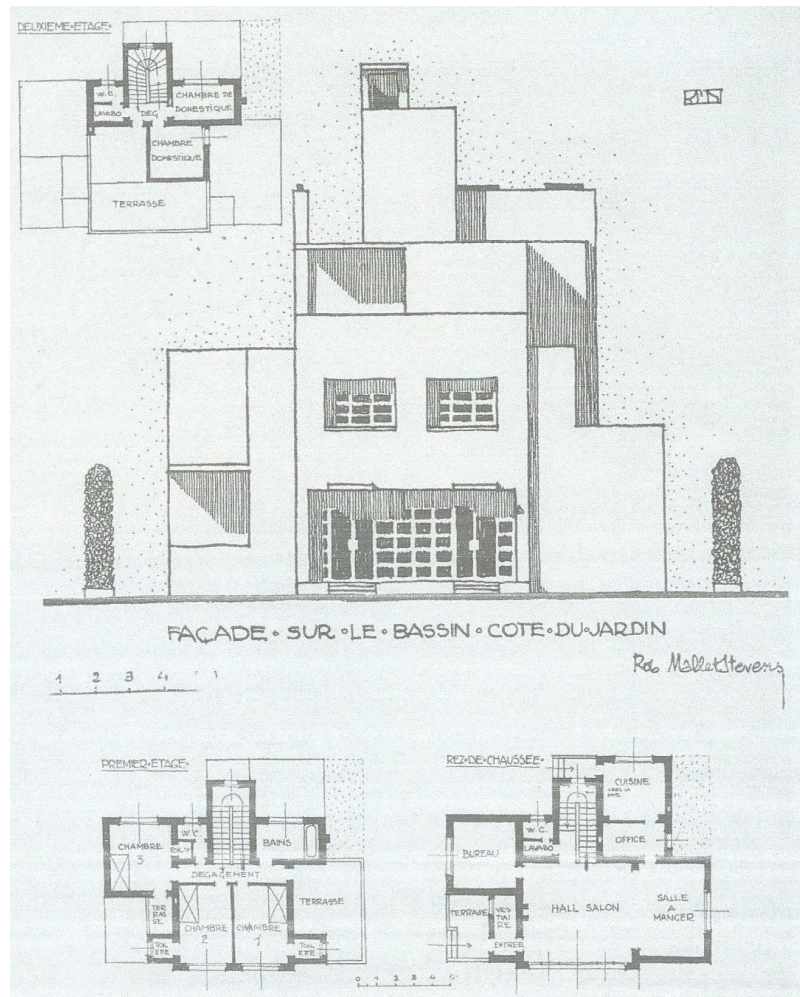 DEUXIEME·ETAGE·
W.C.
LAVABO
DEG
CHAMBRE DE
DOMESTIQUE
CHAMBRE
DOMESTIQUE
TERRASSE
FAÇADE · SUR · LE · BASSIN · COTE · DU · JARDIN
Rob Mallet Stevens
1 2 3 4
PREMIER·ETAGE·
CHAMBRE
3
W.C.
BAINS
DEGAGEMENT
TER
RAS
SE
CHAMBRE
2
CHAMBRE
1
TERRASSE
TOIL
ETTE
TOIL
ETTE
0 1 2 3 4 5
REZ·DE·CHAUSSEE·
CUISINE
W.C.
LAVABO
OFFICE
BUREAU
TERRASSE
VES
TIAI
RE
ENTREE
HALL SALON
SALLE
A
MANGER